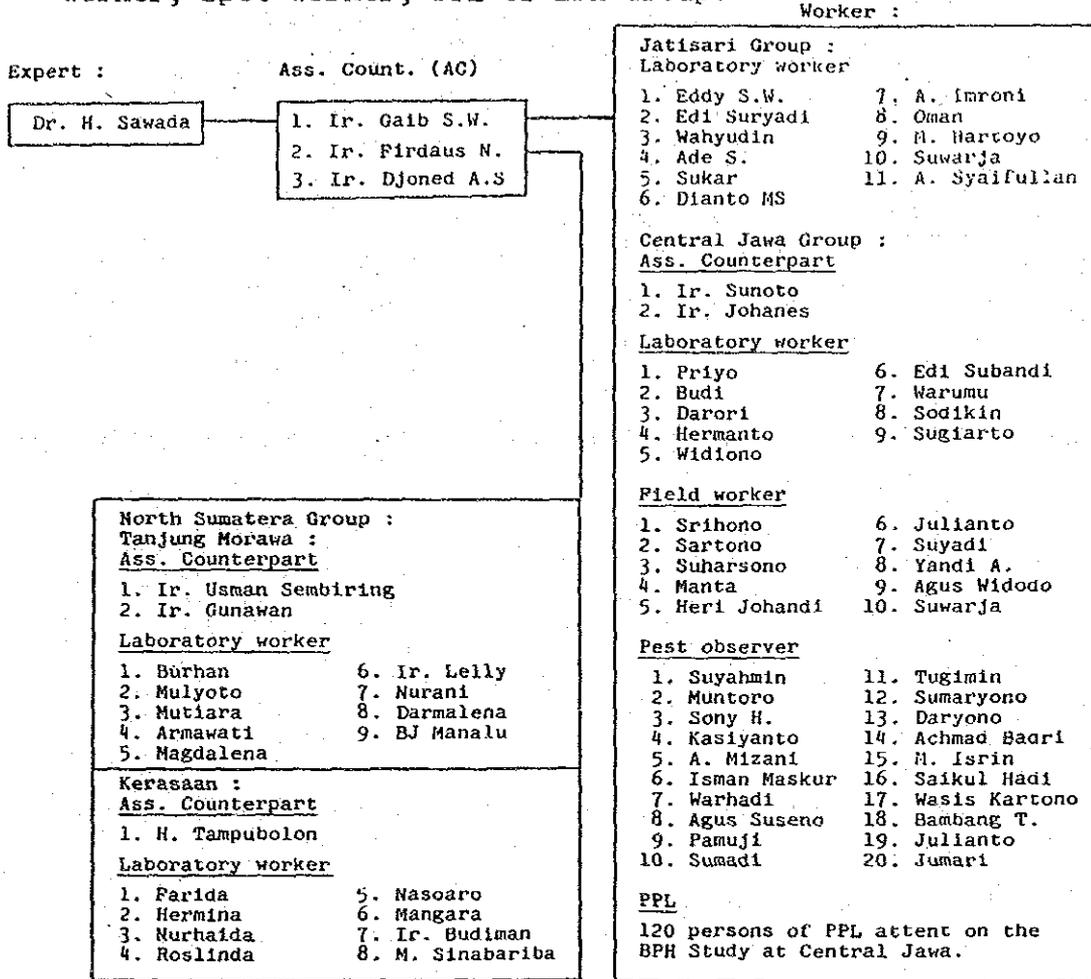 Worker :
Expert :
Ass. Count. (AC)
Dr. H. Sawada
1. Ir. Gaib S.W.
2. Ir. Firdaus N.
3. Ir. Djoned A.S
Jatisari Group :
Laboratory worker
1. Eddy S.W. 7. A. Imroni
2. Edi Suryadi 8. Oman
3. Wahyudin 9. M. Hartoyo
4. Ade S. 10. Suwarja
5. Sukar 11. A. Syaifullan
6. Dianto MS
Central Jawa Group :
Ass. Counterpart
1. Ir. Sunoto
2. Ir. Johanes
Laboratory worker
1. Priyo 6. Edi Subandi
2. Budi 7. Warumu
3. Darori 8. Sodikin
4. Hermanto 9. Sugiarto
5. Widiono
Field worker
1. Srihono 6. Julianto
2. Sartono 7. Suyadi
3. Suharsono 8. Yandi A.
4. Manta 9. Agus Widodo
5. Heri Johandi 10. Suwarja
Pest observer
1. Suyahmin 11. Tugimin
2. Muntoro 12. Sumaryono
3. Sony H. 13. Daryono
4. Kasiyanto 14. Achmad Badri
5. A. Mizani 15. M. Isrin
6. Isman Maskur 16. Saikul Hadi
7. Warhadi 17. Wasis Kartono
8. Agus Suseno 18. Bambang T.
9. Pamuji 19. Julianto
10. Sumadi 20. Jumari
PPL
120 persons of PPL attent on the
BPH Study at Central Jawa.
North Sumatera Group :
Tanjung Morawa :
Ass. Counterpart
1. Ir. Usman Sembiring
2. Ir. Gunawan
Laboratory worker
1. Burhan 6. Ir. Lelly
2. Mulyoto 7. Nurani
3. Mutiara 8. Darmalena
4. Armawati 9. BJ Manalu
5. Magdalena
Kerasaan :
Ass. Counterpart
1. H. Tampubolon
Laboratory worker
1. Farida 5. Nasoaro
2. Hermina 6. Mangara
3. Nurhaida 7. Ir. Budiman
4. Roslinda 8. M. Sinabariba